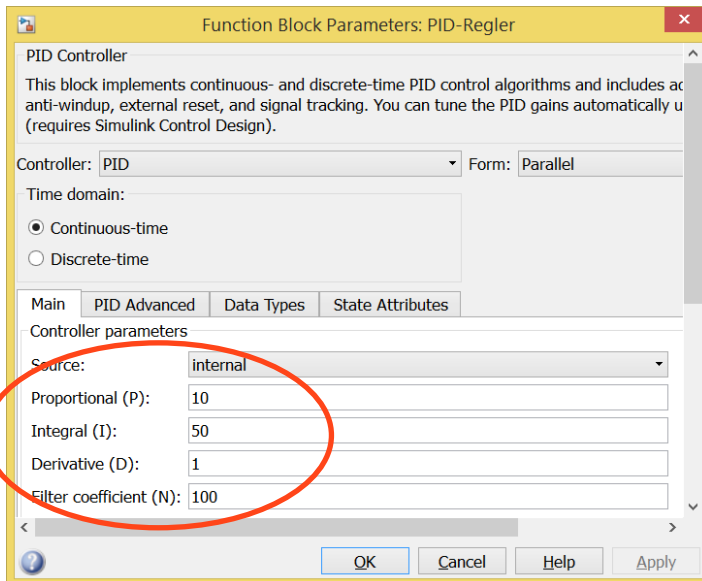 Function Block Parameters: PID-Regler
PID Controller
This block implements continuous- and discrete-time PID control algorithms and includes
anti-windup, external reset, and signal tracking. You can tune the PID gains automatically
(requires Simulink Control Design).
Controller: PID Form: Parallel
Time domain:
Continuous-time
Discrete-time
Main PID Advanced Data Types State Attributes
Controller parameters
Source: internal
Proportional (P): 10
Integral (I): 50
Derivative (D): 1
Filter coefficient (N): 100
OK Cancel Help Apply